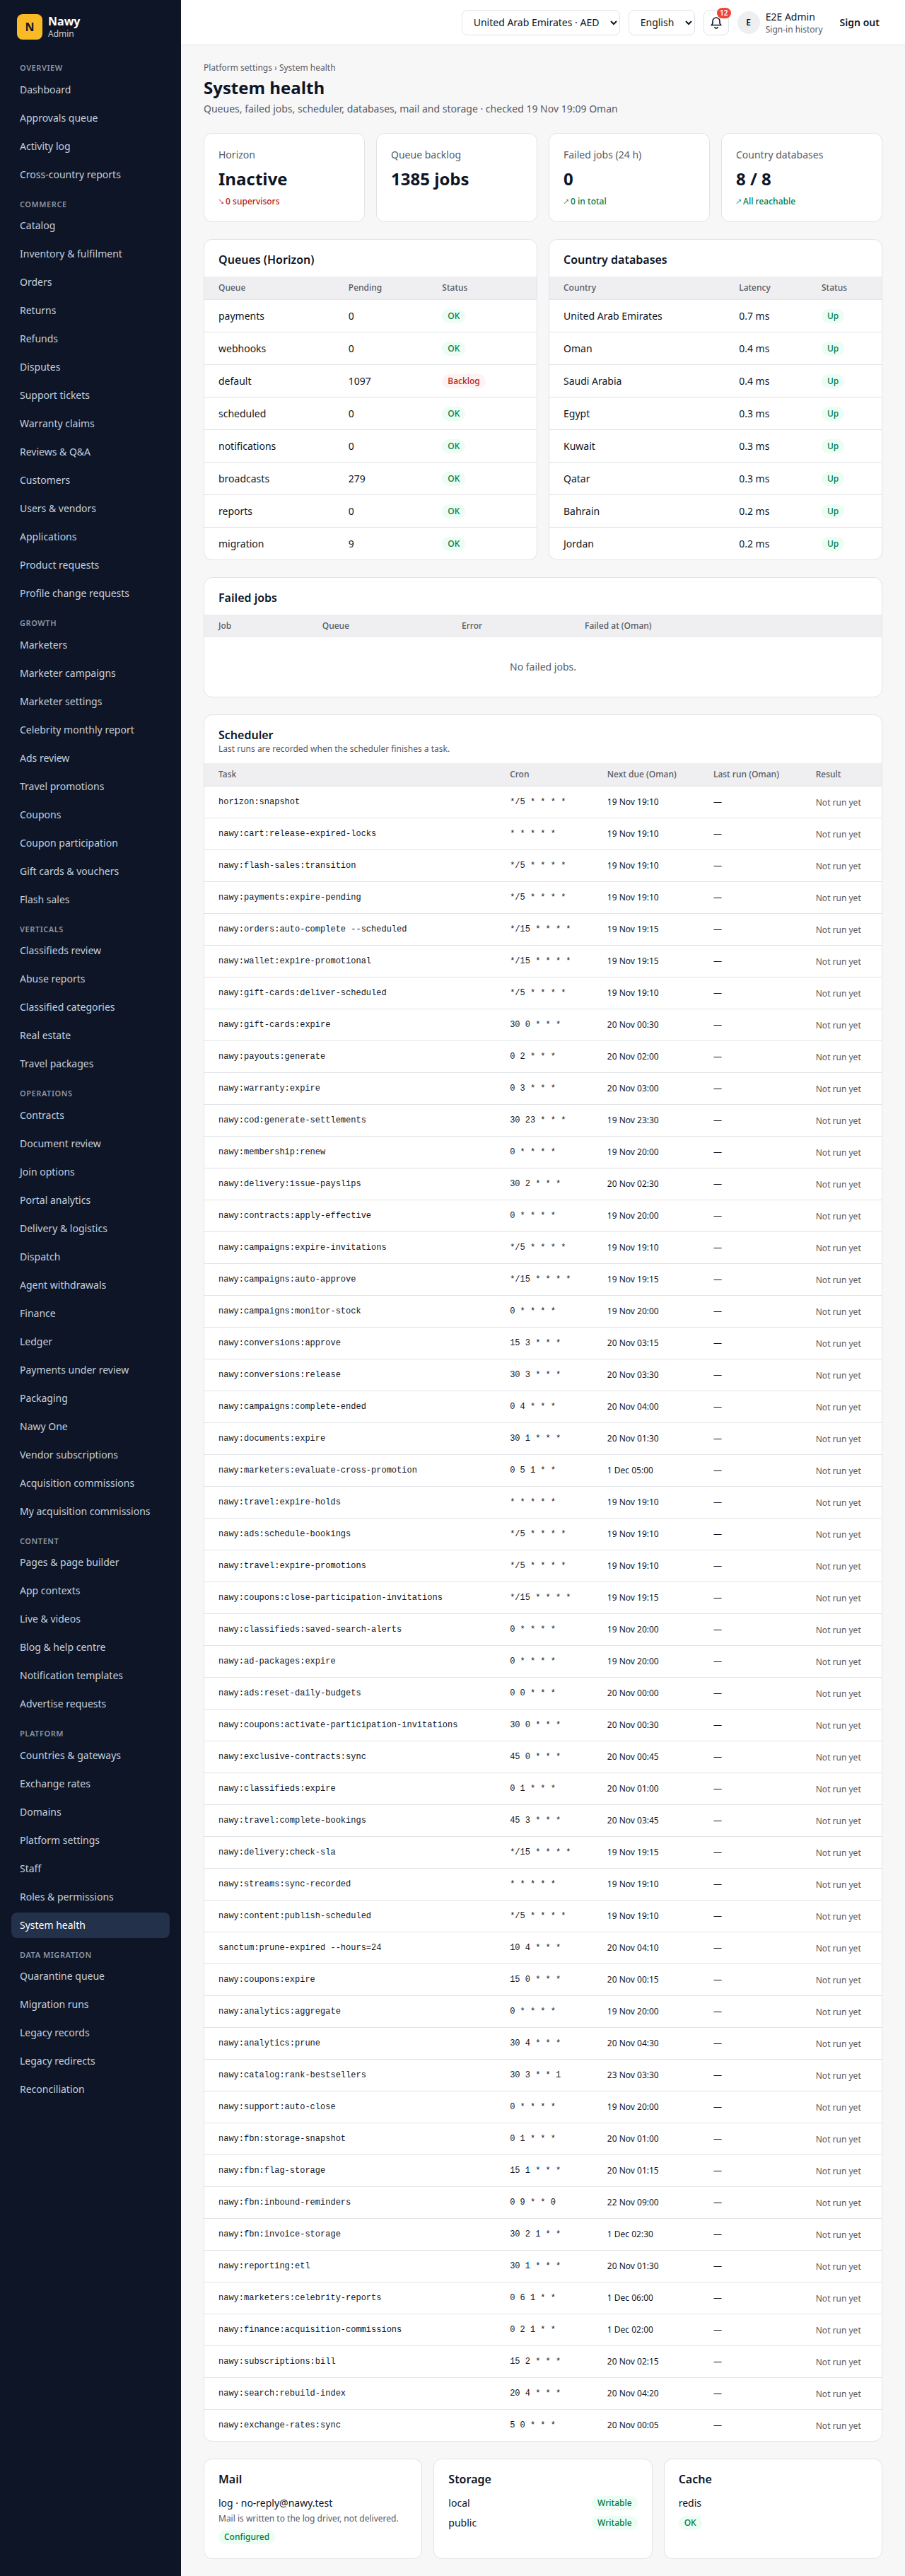 N
Nawy
Admin
OVERVIEW
Dashboard
Approvals queue
Activity log
Cross-country reports
COMMERCE
Catalog
Inventory & fulfilment
Orders
Returns
Refunds
Disputes
Support tickets
Warranty claims
Reviews & Q&A
Customers
Users & vendors
Applications
Product requests
Profile change requests
GROWTH
Marketers
Marketer campaigns
Marketer settings
Celebrity monthly report
Ads review
Travel promotions
Coupons
Coupon participation
Gift cards & vouchers
Flash sales
VERTICALS
Classifieds review
Abuse reports
Classified categories
Real estate
Travel packages
OPERATIONS
Contracts
Document review
Join options
Portal analytics
Delivery & logistics
Dispatch
Agent withdrawals
Finance
Ledger
Payments under review
Packaging
Nawy One
Vendor subscriptions
Acquisition commissions
My acquisition commissions
CONTENT
Pages & page builder
App contexts
Live & videos
Blog & help centre
Notification templates
Advertise requests
PLATFORM
Countries & gateways
Exchange rates
Domains
Platform settings
Staff
Roles & permissions
System health
DATA MIGRATION
Quarantine queue
Migration runs
Legacy records
Legacy redirects
Reconciliation
United Arab Emirates · AED
English
12
E
E2E Admin
Sign-in history
Sign out
Platform settings › System health
System health
Queues, failed jobs, scheduler, databases, mail and storage · checked 19 Nov 19:09 Oman
Horizon
Inactive
↘ 0 supervisors
Queue backlog
1385 jobs
Failed jobs (24 h)
0
↗ 0 in total
Country databases
8 / 8
↗ All reachable
Queues (Horizon)
Queue Pending Status
payments 0 OK
webhooks 0 OK
default 1097 Backlog
scheduled 0 OK
notifications 0 OK
broadcasts 279 OK
reports 0 OK
migration 9 OK
Country databases
Country Latency Status
United Arab Emirates 0.7 ms Up
Oman 0.4 ms Up
Saudi Arabia 0.4 ms Up
Egypt 0.3 ms Up
Kuwait 0.3 ms Up
Qatar 0.3 ms Up
Bahrain 0.2 ms Up
Jordan 0.2 ms Up
Failed jobs
Job Queue Error Failed at (Oman)
No failed jobs.
Scheduler
Last runs are recorded when the scheduler finishes a task.
Task Cron Next due (Oman) Last run (Oman) Result
horizon:snapshot */5 * * * * 19 Nov 19:10 — Not run yet
nawy:cart:release-expired-locks * * * * * 19 Nov 19:10 — Not run yet
nawy:flash-sales:transition */5 * * * * 19 Nov 19:10 — Not run yet
nawy:payments:expire-pending */5 * * * * 19 Nov 19:10 — Not run yet
nawy:orders:auto-complete --scheduled */15 * * * * 19 Nov 19:15 — Not run yet
nawy:wallet:expire-promotional */15 * * * * 19 Nov 19:15 — Not run yet
nawy:gift-cards:deliver-scheduled */5 * * * * 19 Nov 19:10 — Not run yet
nawy:gift-cards:expire 30 0 * * * 20 Nov 00:30 — Not run yet
nawy:payouts:generate 0 2 * * * 20 Nov 02:00 — Not run yet
nawy:warranty:expire 0 3 * * * 20 Nov 03:00 — Not run yet
nawy:cod:generate-settlements 30 23 * * * 19 Nov 23:30 — Not run yet
nawy:membership:renew 0 * * * * 19 Nov 20:00 — Not run yet
nawy:delivery:issue-payslips 30 2 * * * 20 Nov 02:30 — Not run yet
nawy:contracts:apply-effective 0 * * * * 19 Nov 20:00 — Not run yet
nawy:campaigns:expire-invitations */5 * * * * 19 Nov 19:10 — Not run yet
nawy:campaigns:auto-approve */15 * * * * 19 Nov 19:15 — Not run yet
nawy:campaigns:monitor-stock 0 * * * * 19 Nov 20:00 — Not run yet
nawy:conversions:approve 15 3 * * * 20 Nov 03:15 — Not run yet
nawy:conversions:release 30 3 * * * 20 Nov 03:30 — Not run yet
nawy:campaigns:complete-ended 0 4 * * * 20 Nov 04:00 — Not run yet
nawy:documents:expire 30 1 * * * 20 Nov 01:30 — Not run yet
nawy:marketers:evaluate-cross-promotion 0 5 1 * * 1 Dec 05:00 — Not run yet
nawy:travel:expire-holds * * * * * 19 Nov 19:10 — Not run yet
nawy:ads:schedule-bookings */5 * * * * 19 Nov 19:10 — Not run yet
nawy:travel:expire-promotions */5 * * * * 19 Nov 19:10 — Not run yet
nawy:coupons:close-participation-invitations */15 * * * * 19 Nov 19:15 — Not run yet
nawy:classifieds:saved-search-alerts 0 * * * * 19 Nov 20:00 — Not run yet
nawy:ad-packages:expire 0 * * * * 19 Nov 20:00 — Not run yet
nawy:ads:reset-daily-budgets 0 0 * * * 20 Nov 00:00 — Not run yet
nawy:coupons:activate-participation-invitations 30 0 * * * 20 Nov 00:30 — Not run yet
nawy:exclusive-contracts:sync 45 0 * * * 20 Nov 00:45 — Not run yet
nawy:classifieds:expire 0 1 * * * 20 Nov 01:00 — Not run yet
nawy:travel:complete-bookings 45 3 * * * 20 Nov 03:45 — Not run yet
nawy:delivery:check-sla */15 * * * * 19 Nov 19:15 — Not run yet
nawy:streams:sync-recorded * * * * * 19 Nov 19:10 — Not run yet
nawy:content:publish-scheduled */5 * * * * 19 Nov 19:10 — Not run yet
sanctum:prune-expired --hours=24 10 4 * * * 20 Nov 04:10 — Not run yet
nawy:coupons:expire 15 0 * * * 20 Nov 00:15 — Not run yet
nawy:analytics:aggregate 0 * * * * 19 Nov 20:00 — Not run yet
nawy:analytics:prune 30 4 * * * 20 Nov 04:30 — Not run yet
nawy:catalog:rank-bestsellers 30 3 * * 1 23 Nov 03:30 — Not run yet
nawy:support:auto-close 0 * * * * 19 Nov 20:00 — Not run yet
nawy:fbn:storage-snapshot 0 1 * * * 20 Nov 01:00 — Not run yet
nawy:fbn:flag-storage 15 1 * * * 20 Nov 01:15 — Not run yet
nawy:fbn:inbound-reminders 0 9 * * 0 22 Nov 09:00 — Not run yet
nawy:fbn:invoice-storage 30 2 1 * * 1 Dec 02:30 — Not run yet
nawy:reporting:etl 30 1 * * * 20 Nov 01:30 — Not run yet
nawy:marketers:celebrity-reports 0 6 1 * * 1 Dec 06:00 — Not run yet
nawy:finance:acquisition-commissions 0 2 1 * * 1 Dec 02:00 — Not run yet
nawy:subscriptions:bill 15 2 * * * 20 Nov 02:15 — Not run yet
nawy:search:rebuild-index 20 4 * * * 20 Nov 04:20 — Not run yet
nawy:exchange-rates:sync 5 0 * * * 20 Nov 00:05 — Not run yet
Mail
log · no-reply@nawy.test
Mail is written to the log driver, not delivered.
Configured
Storage
local Writable
public Writable
Cache
redis
OK